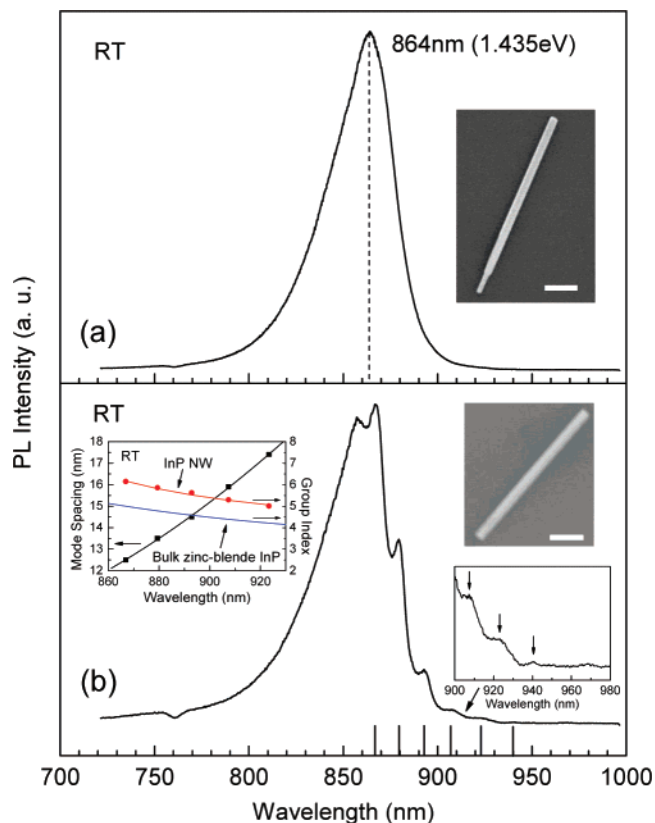 RT
864nm (1.435eV)
(a)
PL Intensity (a. u.)
RT
18
17
16
15
14
13
12
8
7
6
5
4
3
2
RT
InP NW
Bulk zinc-blende InP
Mode Spacing (nm)
Group Index
860 880 900 920
Wavelength (nm)
900 920 940 960 980
Wavelength (nm)
(b)
700 750 800 850 900 950 1000
Wavelength (nm)